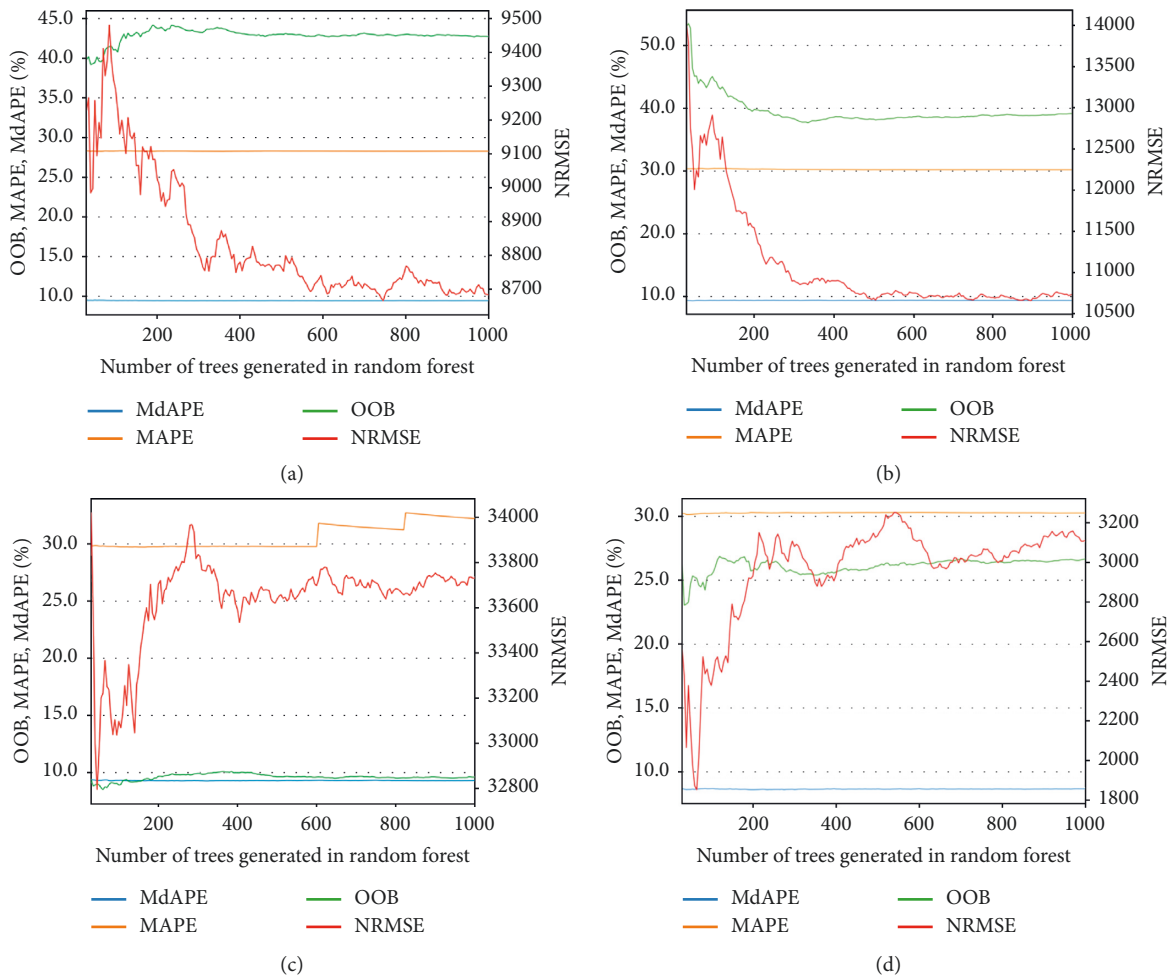 45.0
40.0
35.0
30.0
25.0
20.0
15.0
10.0
OOB, MAPE, MdAPE (%)
9500
9400
9300
9200
9100
9000
8900
8800
8700
NRMSE
200 400 600 800 1000
Number of trees generated in random forest
MdAPE OOB
MAPE NRMSE
(a)
50.0
40.0
30.0
20.0
10.0
OOB, MAPE, MdAPE (%)
14000
13500
13000
12500
12000
11500
11000
10500
NRMSE
200 400 600 800 1000
Number of trees generated in random forest
MdAPE OOB
MAPE NRMSE
(b)
30.0
25.0
20.0
15.0
10.0
OOB, MAPE, MdAPE (%)
34000
33800
33600
33400
33200
33000
32800
NRMSE
200 400 600 800 1000
Number of trees generated in random forest
MdAPE OOB
MAPE NRMSE
(c)
30.0
25.0
20.0
15.0
10.0
OOB, MAPE, MdAPE (%)
3200
3000
2800
2600
2400
2200
2000
1800
NRMSE
200 400 600 800 1000
Number of trees generated in random forest
MdAPE OOB
MAPE NRMSE
(d)